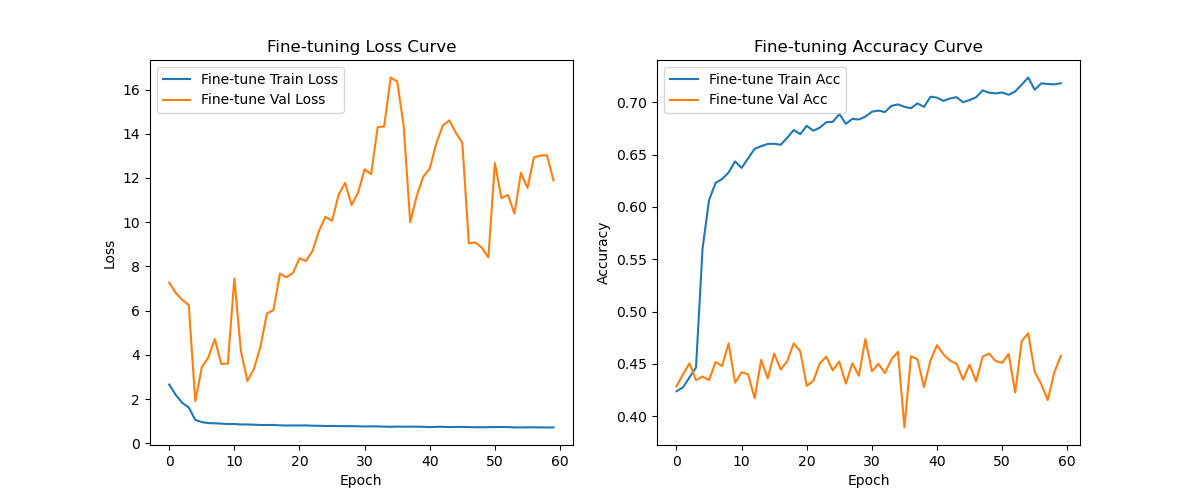 Fine-tuning Loss Curve
Fine-tune Train Loss
Fine-tune Val Loss
Loss
16
14
12
10
8
6
4
2
0
0 10 20 30 40 50 60
Epoch
Fine-tuning Accuracy Curve
Fine-tune Train Acc
Fine-tune Val Acc
Accuracy
0.70
0.65
0.60
0.55
0.50
0.45
0.40
0 10 20 30 40 50 60
Epoch